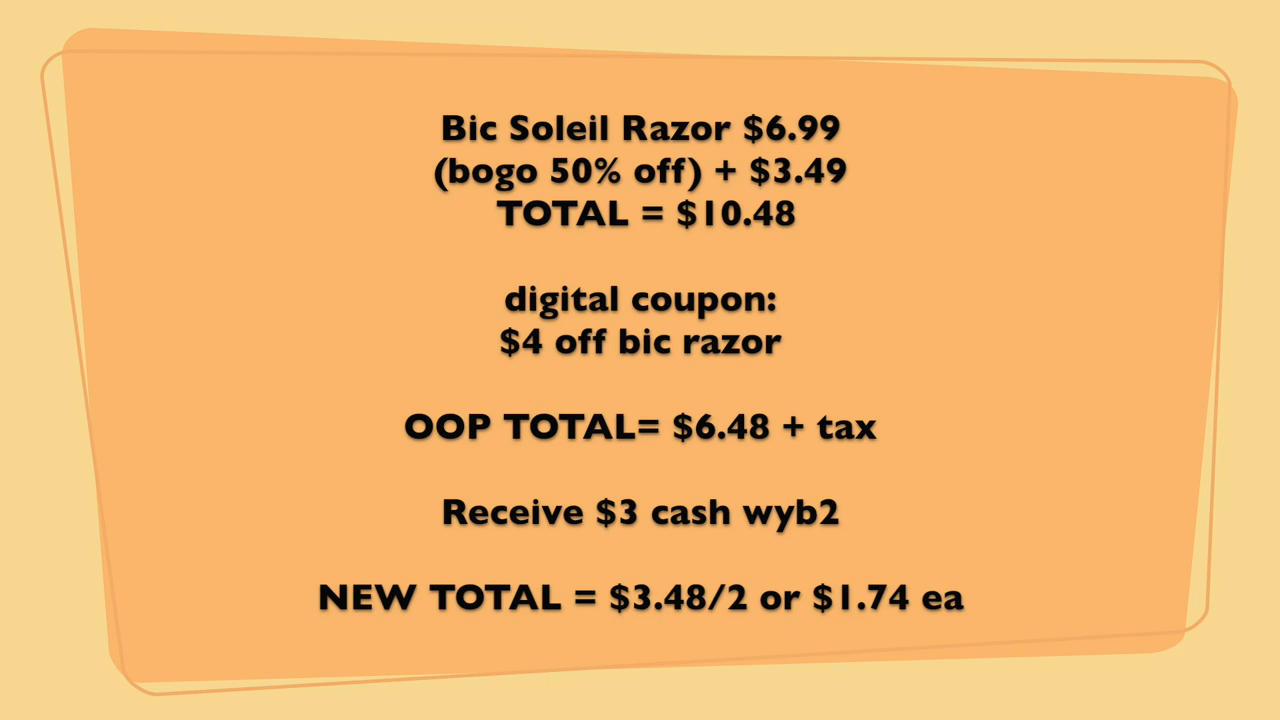 Bic Soleil Razor $6.99
(bogo 50% off) + $3.49
TOTAL = $10.48
digital coupon:
$4 off bic razor
OOP TOTAL= $6.48 + tax
Receive $3 cash wyb2
NEW TOTAL = $3.48/2 or $1.74 ea